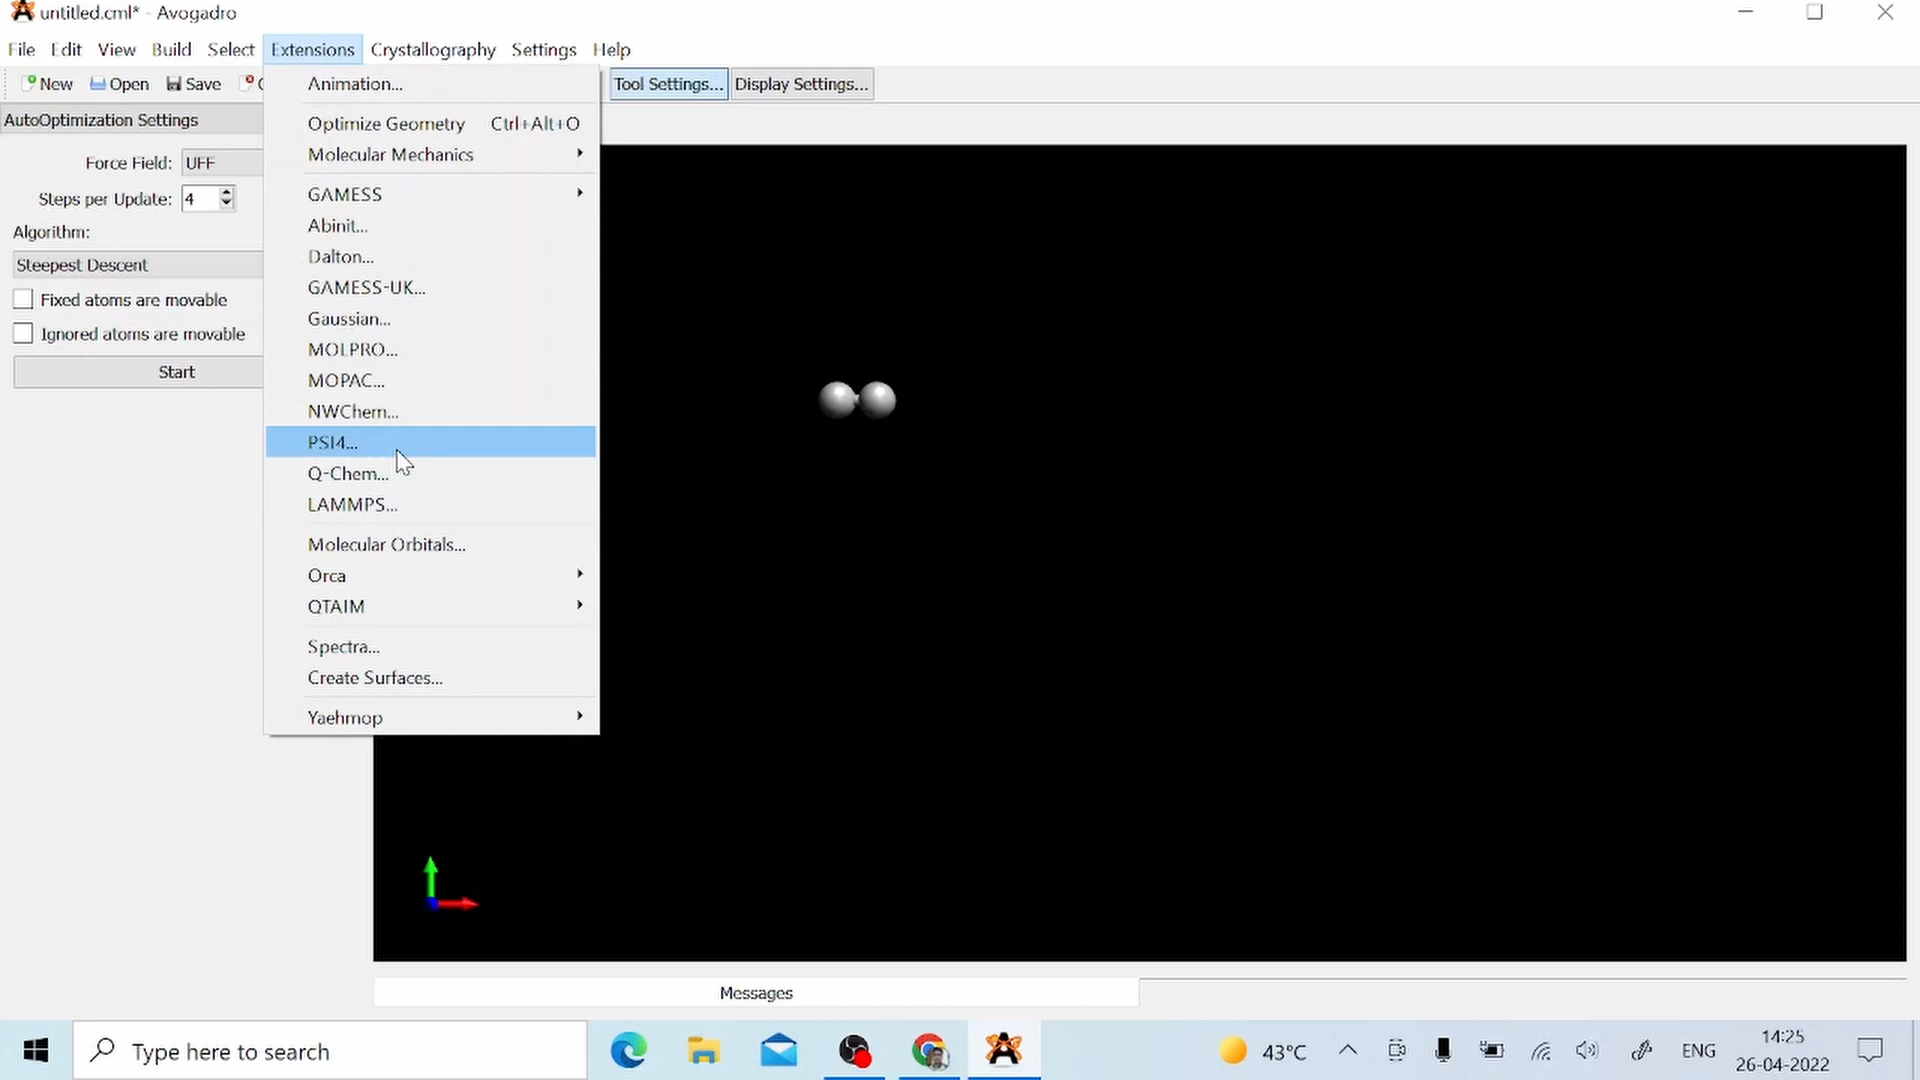 untitled.cml* - Avogadro
File Edit View Build Select Extensions Crystallography Settings Help
New Open Save Tool Settings... Display Settings...
AutoOptimization Settings
Force Field: UFF
Steps per Update: 4
Algorithm:
Steepest Descent
Fixed atoms are movable
Ignored atoms are movable
Start
Animation...
Optimize Geometry Ctrl+Alt+O
Molecular Mechanics
GAMESS
Abinit...
Dalton...
GAMESS-UK...
Gaussian...
MOLPRO...
MOPAC...
NWChem...
PSI4...
Q-Chem...
LAMMPS...
Molecular Orbitals...
Orca
QTAIM
Spectra...
Create Surfaces...
Yaehmop
Messages
Type here to search
43°C
ENG
14:25
26-04-2022